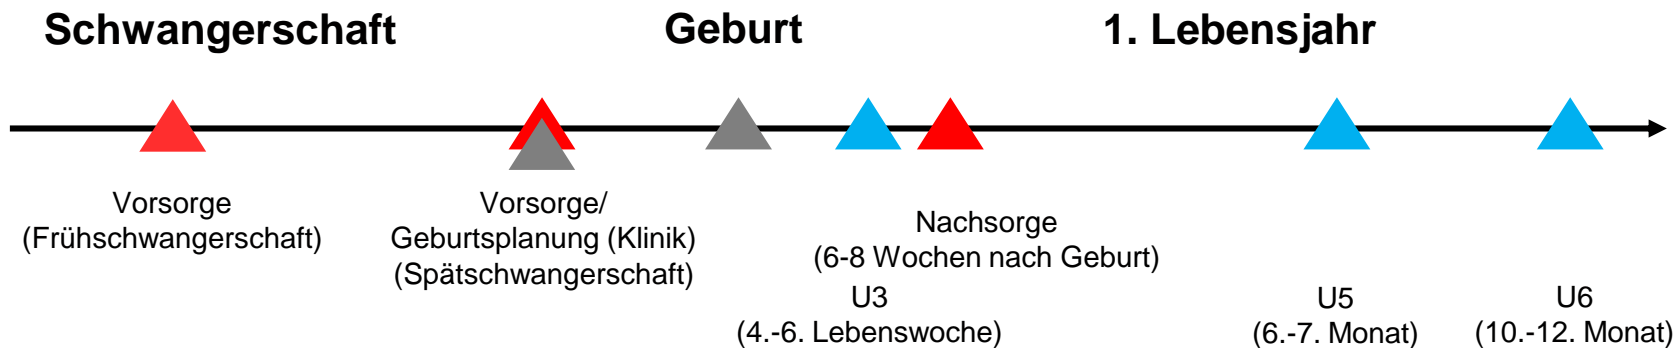 Schwangerschaft
Geburt
1. Lebensjahr
Vorsorge
(Frühschwangerschaft)
Vorsorge/
Geburtsplanung (Klinik)
(Spätschwangerschaft)
Nachsorge
(6-8 Wochen nach Geburt)
U3
(4.-6. Lebenswoche)
U5
(6.-7. Monat)
U6
(10.-12. Monat)